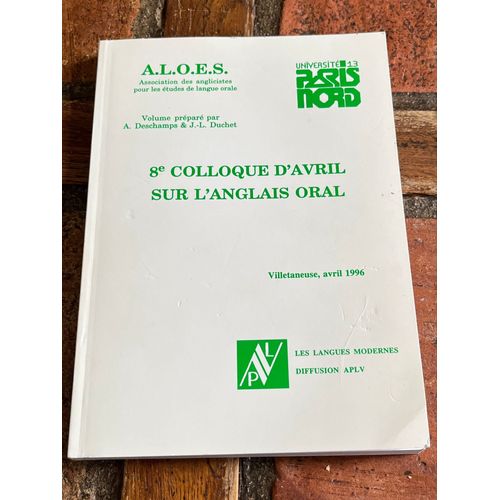 A.L.O.E.S.
Association des anglicistes
pour les études de langue orale
Volume préparé par
A. Deschamps & J.-L. Duchet
UNIVERSITÉ 13
PARIS
NORD
8e COLLOQUE D'AVRIL
SUR L'ANGLAIS ORAL
Villetaneuse, avril 1996
APLV
LES LANGUES MODERNES
DIFFUSION APLV